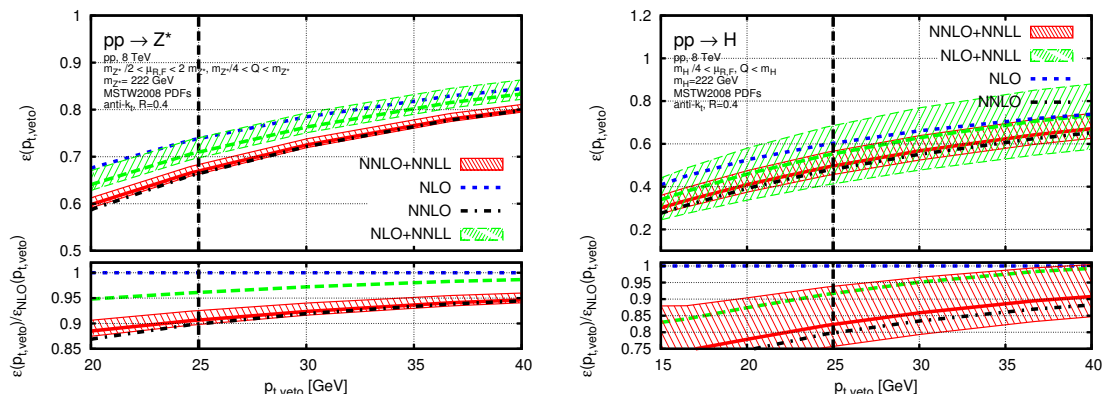 pp → Z*
pp, 8 TeV
m_Z* /2 < μ_R,F < 2 m_Z*, m_Z*/4 < Q < m_Z*
m_Z*= 222 GeV
MSTW2008 PDFs
anti-k_t, R=0.4
ε(p_t,veto)
1
0.9
0.8
0.7
0.6
0.5
NNLO+NNLL
NLO
NNLO
NLO+NNLL
ε(p_t,veto)/ε_NLO(p_t,veto)
1
0.95
0.9
0.85
20
25
30
35
40
p_t,veto [GeV]
pp → H
pp, 8 TeV
m_H /4 < μ_R,F, Q < m_H
m_H=222 GeV
MSTW2008 PDFs
anti-k_t, R=0.4
ε(p_t,veto)
1.2
1
0.8
0.6
0.4
0.2
NNLO+NNLL
NLO+NNLL
NLO
NNLO
ε(p_t,veto)/ε_NLO(p_t,veto)
1
0.95
0.9
0.85
0.8
0.75
15
20
25
30
35
40
p_t,veto [GeV]